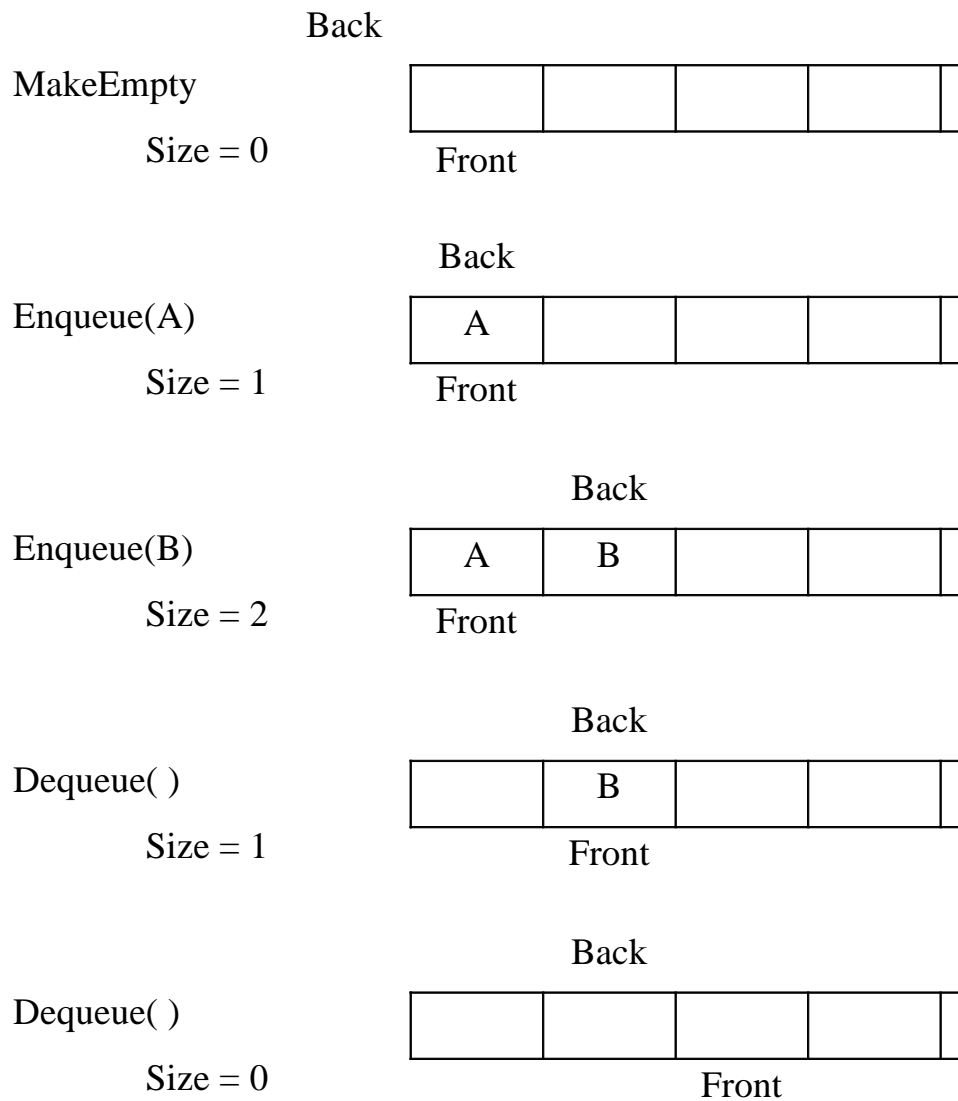 Back
MakeEmpty
Size = 0
Front
Back
Enqueue(A)
A
Size = 1
Front
Back
Enqueue(B)
A B
Size = 2
Front
Back
Dequeue( )
B
Size = 1
Front
Back
Dequeue( )
Size = 0
Front